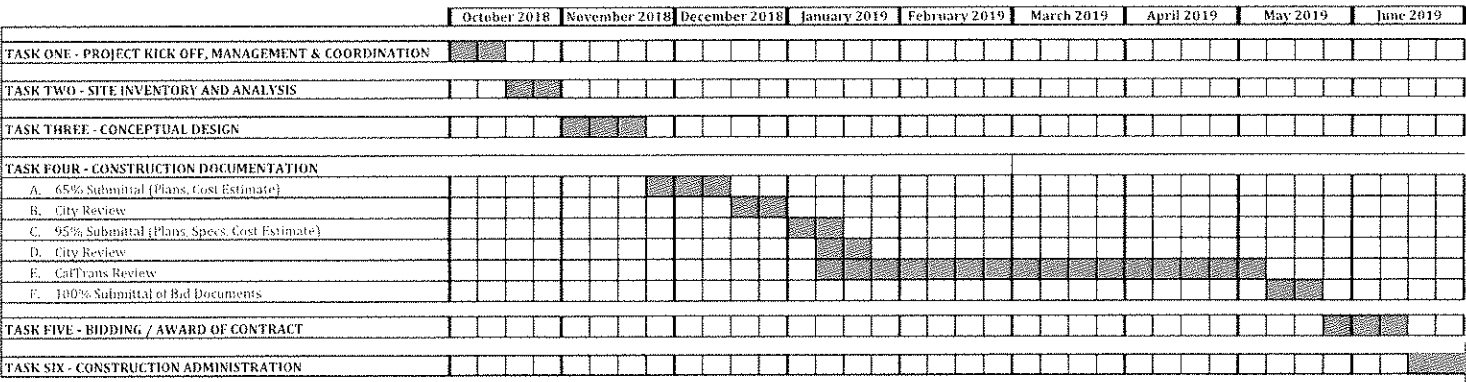 October 2018 November 2018 December 2018 January 2019 February 2019 March 2019 April 2019 May 2019 June 2019
TASK ONE - PROJECT KICK OFF, MANAGEMENT & COORDINATION
TASK TWO - SITE INVENTORY AND ANALYSIS
TASK THREE - CONCEPTUAL DESIGN
TASK FOUR - CONSTRUCTION DOCUMENTATION
A. 65% Submittal (Plans, Cost Estimate)
B. City Review
C. 95% Submittal (Plans, Specs, Cost Estimate)
D. City Review
E. CalTrans Review
F. 100% Submittal of Bid Documents
TASK FIVE - BIDDING / AWARD OF CONTRACT
TASK SIX - CONSTRUCTION ADMINISTRATION